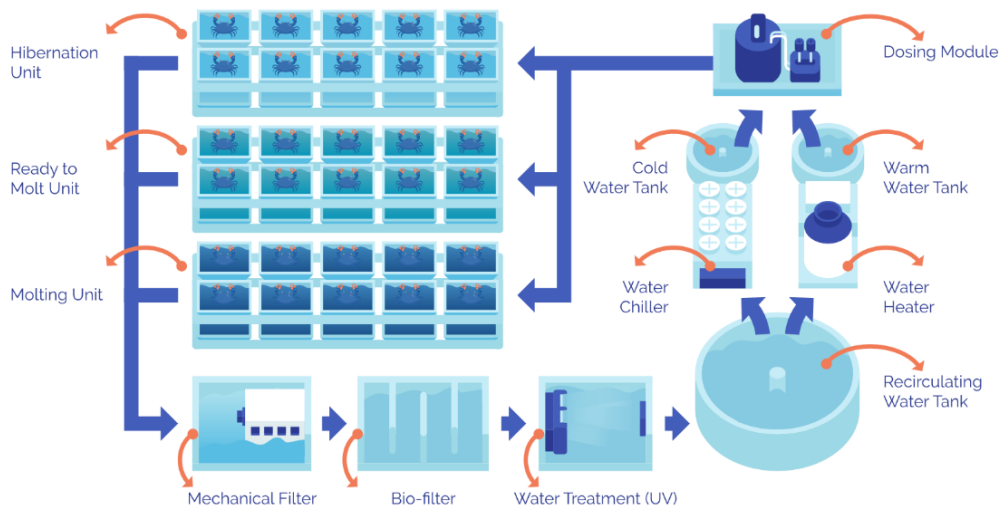 Hibernation
Unit
Dosing Module
Ready to
Molt Unit
Cold
Water Tank
Warm
Water Tank
Molting Unit
Water
Chiller
Water
Heater
Recirculating
Water Tank
Mechanical Filter
Bio-filter
Water Treatment (UV)